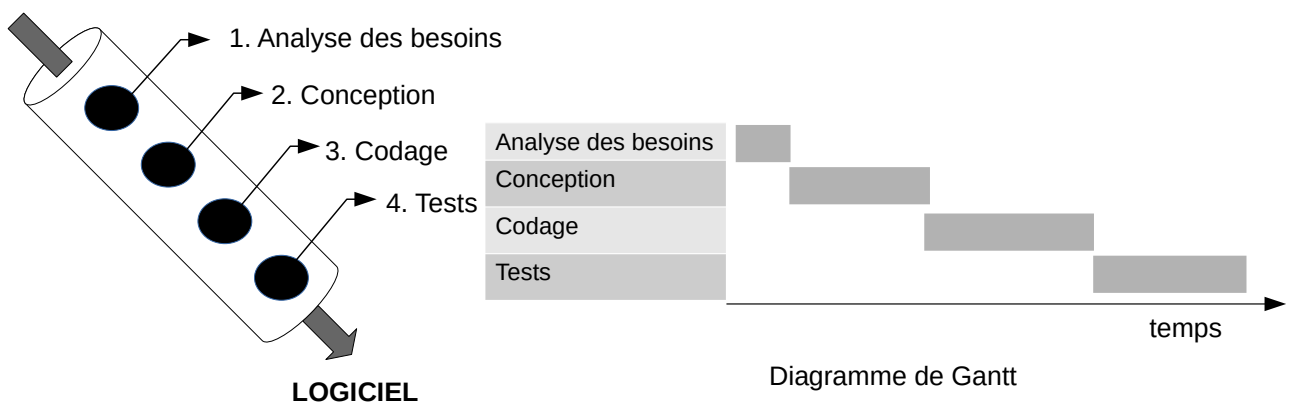 1. Analyse des besoins
2. Conception
3. Codage
4. Tests
LOGICIEL
Analyse des besoins
Conception
Codage
Tests
temps
Diagramme de Gantt